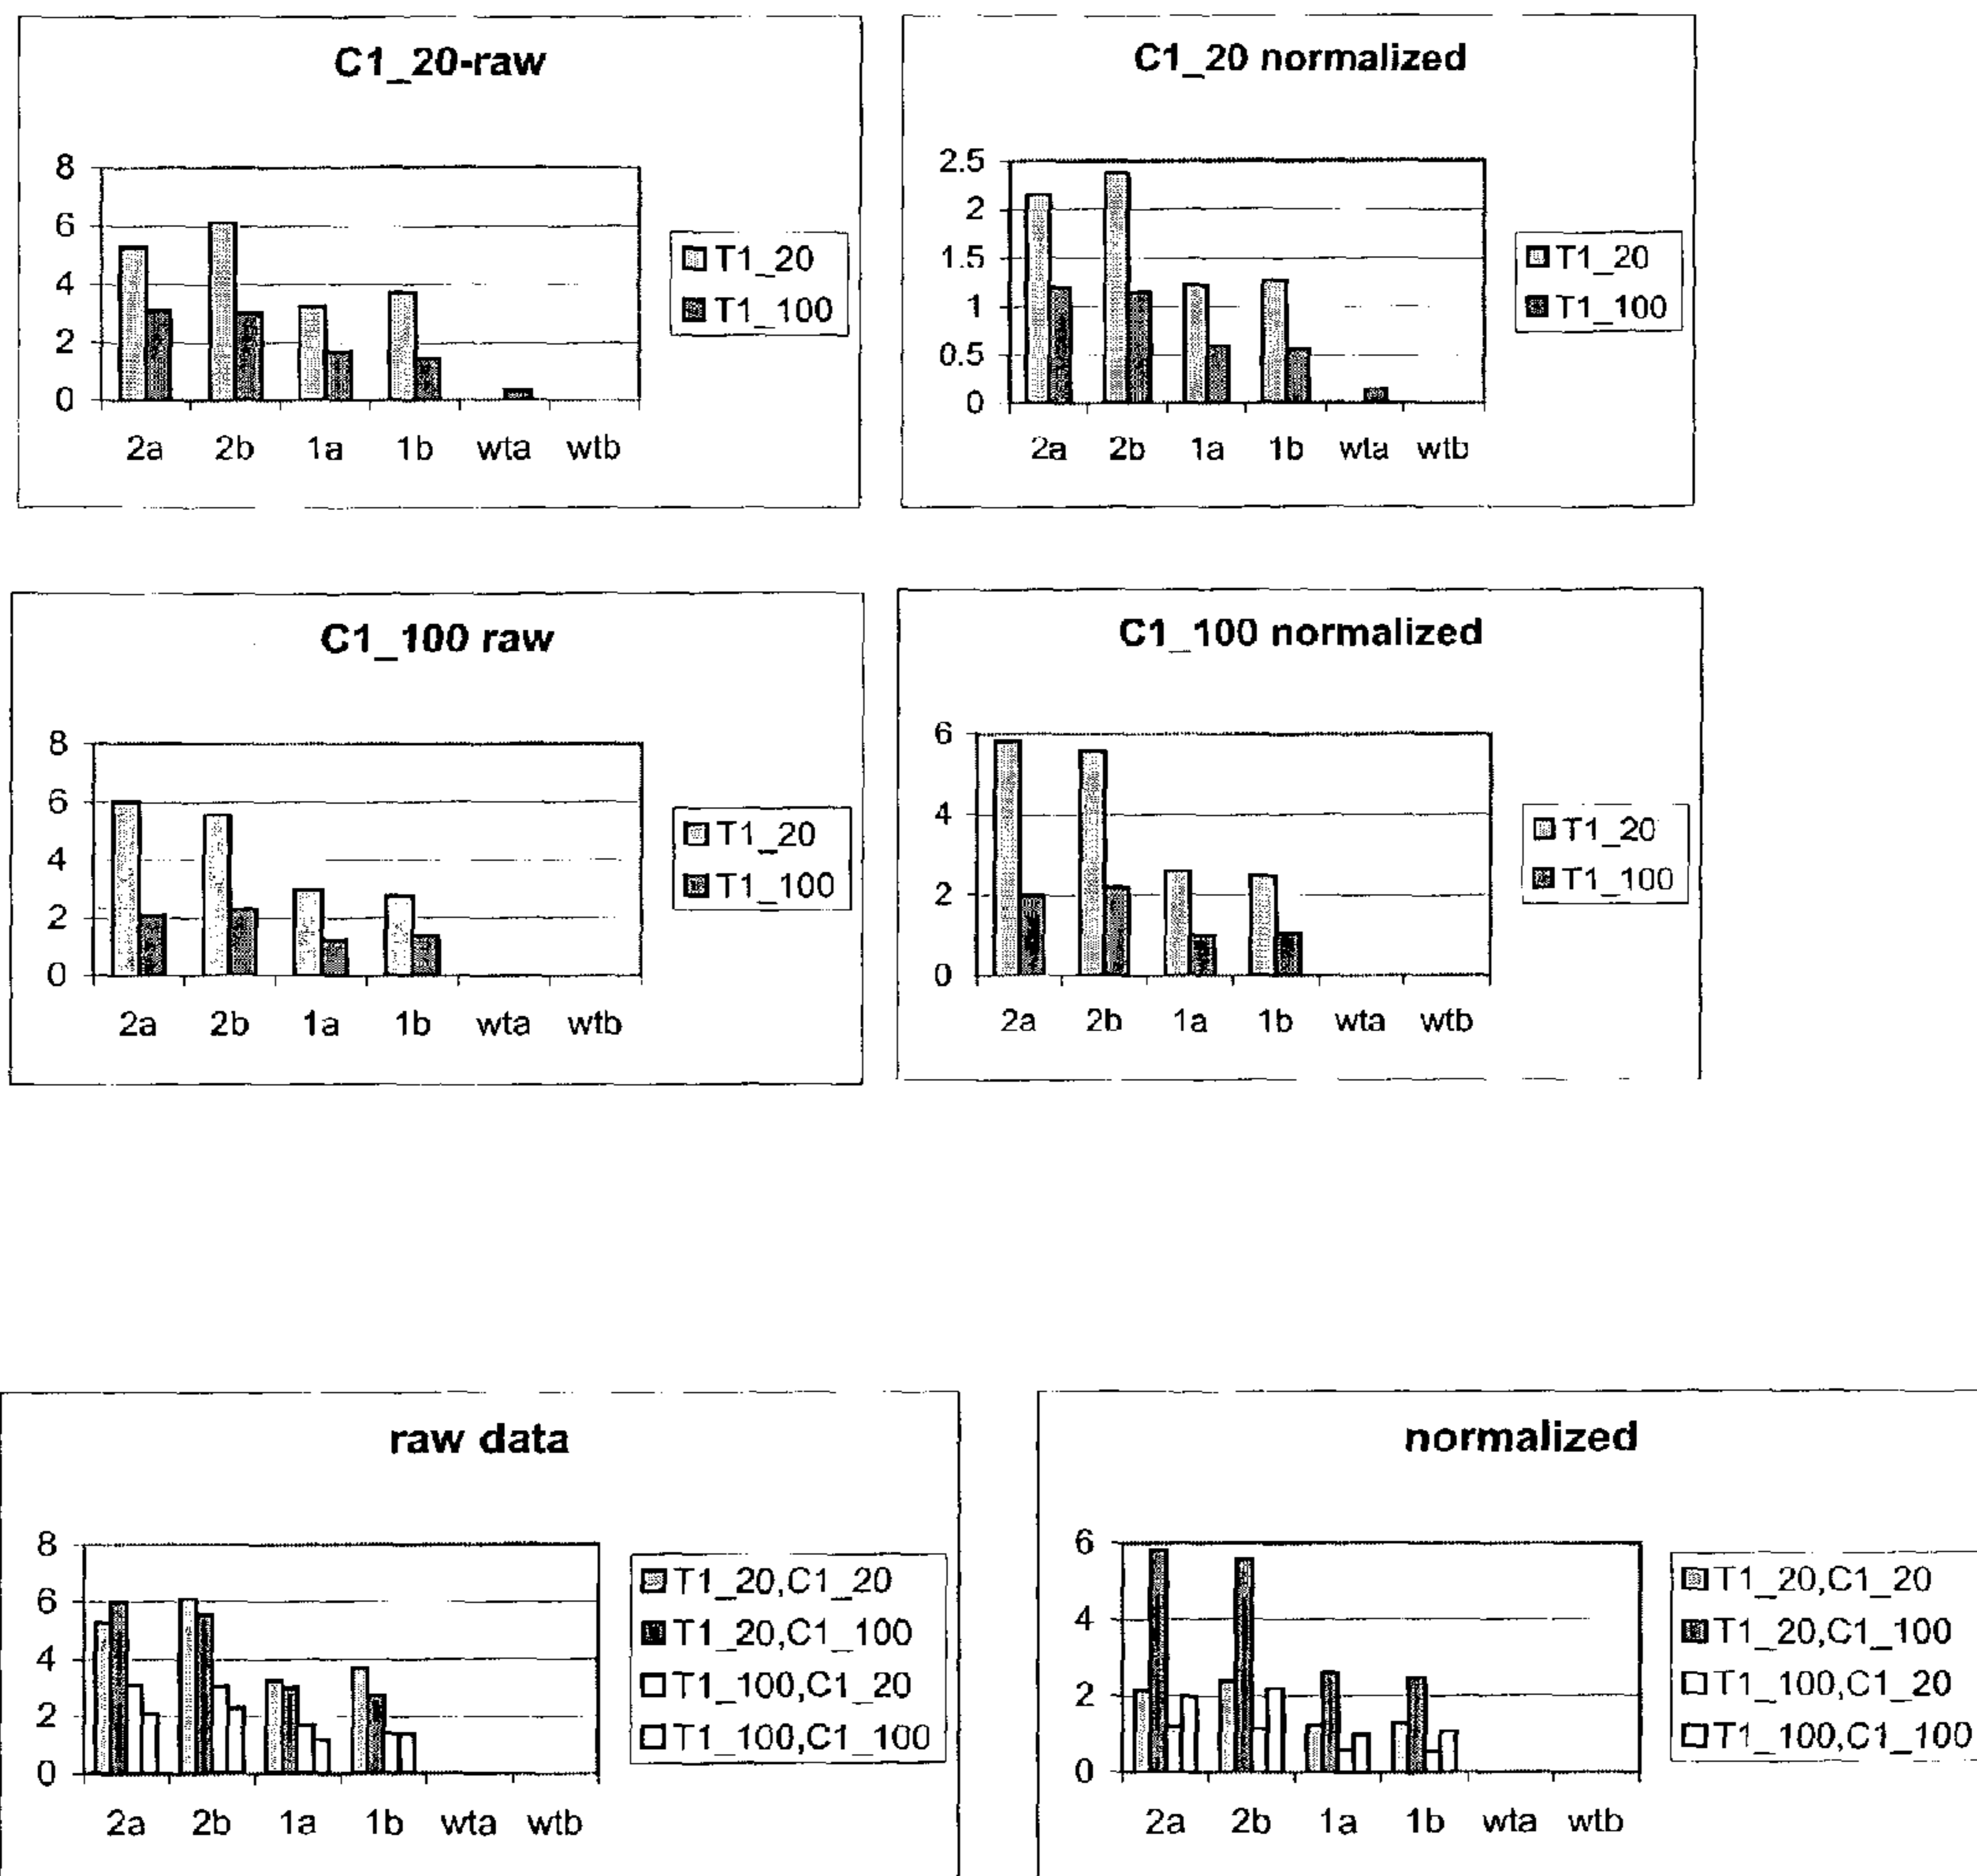 C1_20-raw
8
6
4
2
0
2a 2b 1a 1b wta wtb
T1_20
T1_100
C1_20 normalized
2.5
2
1.5
1
0.5
0
2a 2b 1a 1b wta wtb
T1_20
T1_100
C1_100 raw
8
6
4
2
0
2a 2b 1a 1b wta wtb
T1_20
T1_100
C1_100 normalized
6
4
2
0
2a 2b 1a 1b wta wtb
T1_20
T1_100
raw data
8
6
4
2
0
2a 2b 1a 1b wta wtb
T1_20,C1_20
T1_20,C1_100
T1_100,C1_20
T1_100,C1_100
normalized
6
4
2
0
2a 2b 1a 1b wta wtb
T1_20,C1_20
T1_20,C1_100
T1_100,C1_20
T1_100,C1_100